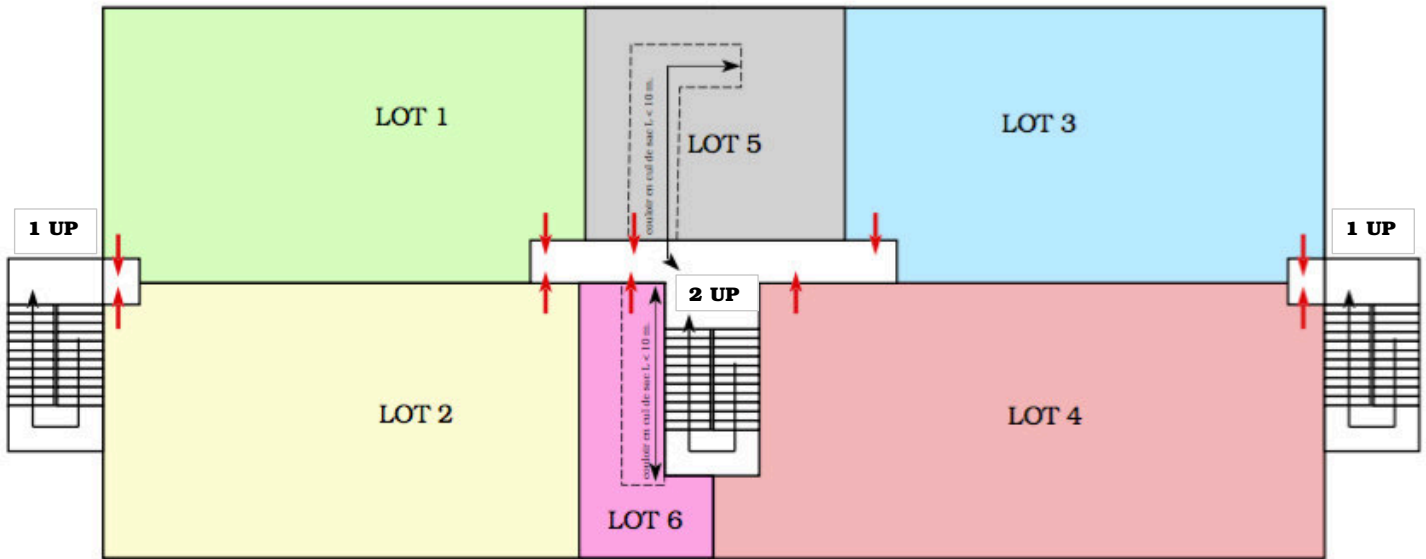 LOT 1
couloir en cul de sac L < 10 m.
LOT 5
LOT 3
1 UP
1 UP
2 UP
couloir en cul de sac L < 10 m.
LOT 2
LOT 4
LOT 6